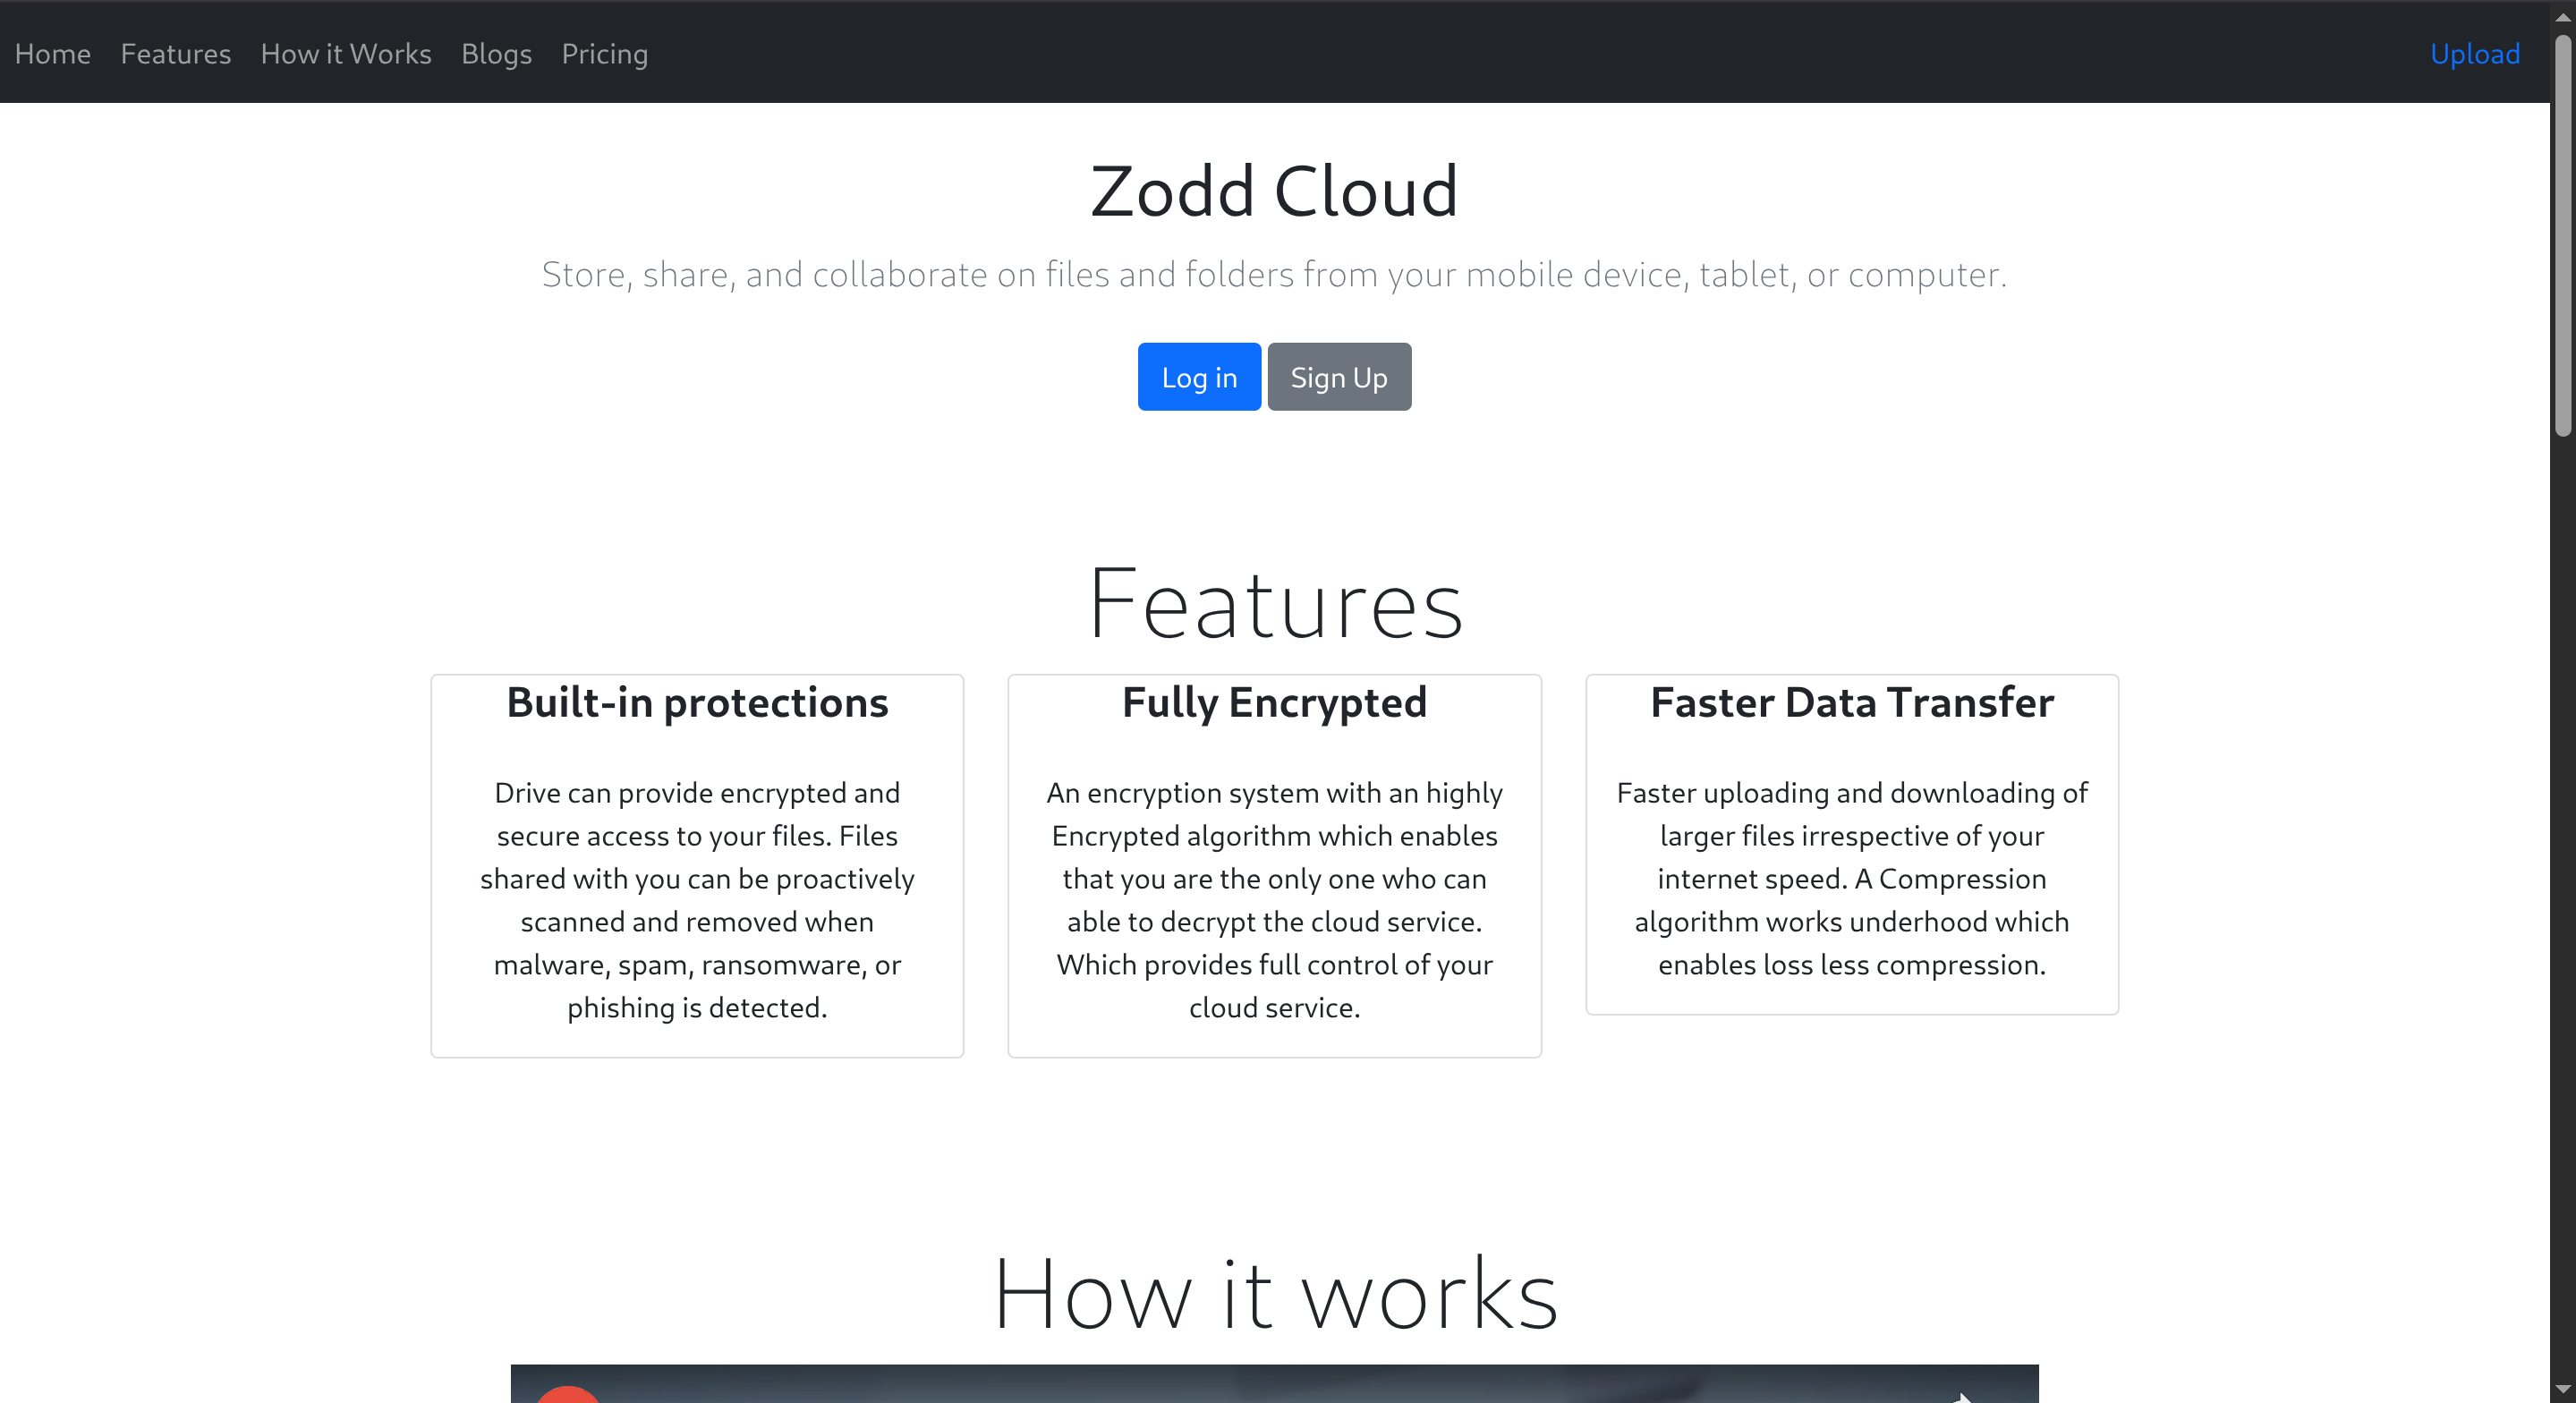 Home Features How it Works Blogs Pricing Upload
Zodd Cloud
Store, share, and collaborate on files and folders from your mobile device, tablet, or computer.
Log in Sign Up
Features
Built-in protections
Drive can provide encrypted and
secure access to your files. Files
shared with you can be proactively
scanned and removed when
malware, spam, ransomware, or
phishing is detected.
Fully Encrypted
An encryption system with an highly
Encrypted algorithm which enables
that you are the only one who can
able to decrypt the cloud service.
Which provides full control of your
cloud service.
Faster Data Transfer
Faster uploading and downloading of
larger files irrespective of your
internet speed. A Compression
algorithm works underhood which
enables loss less compression.
How it works